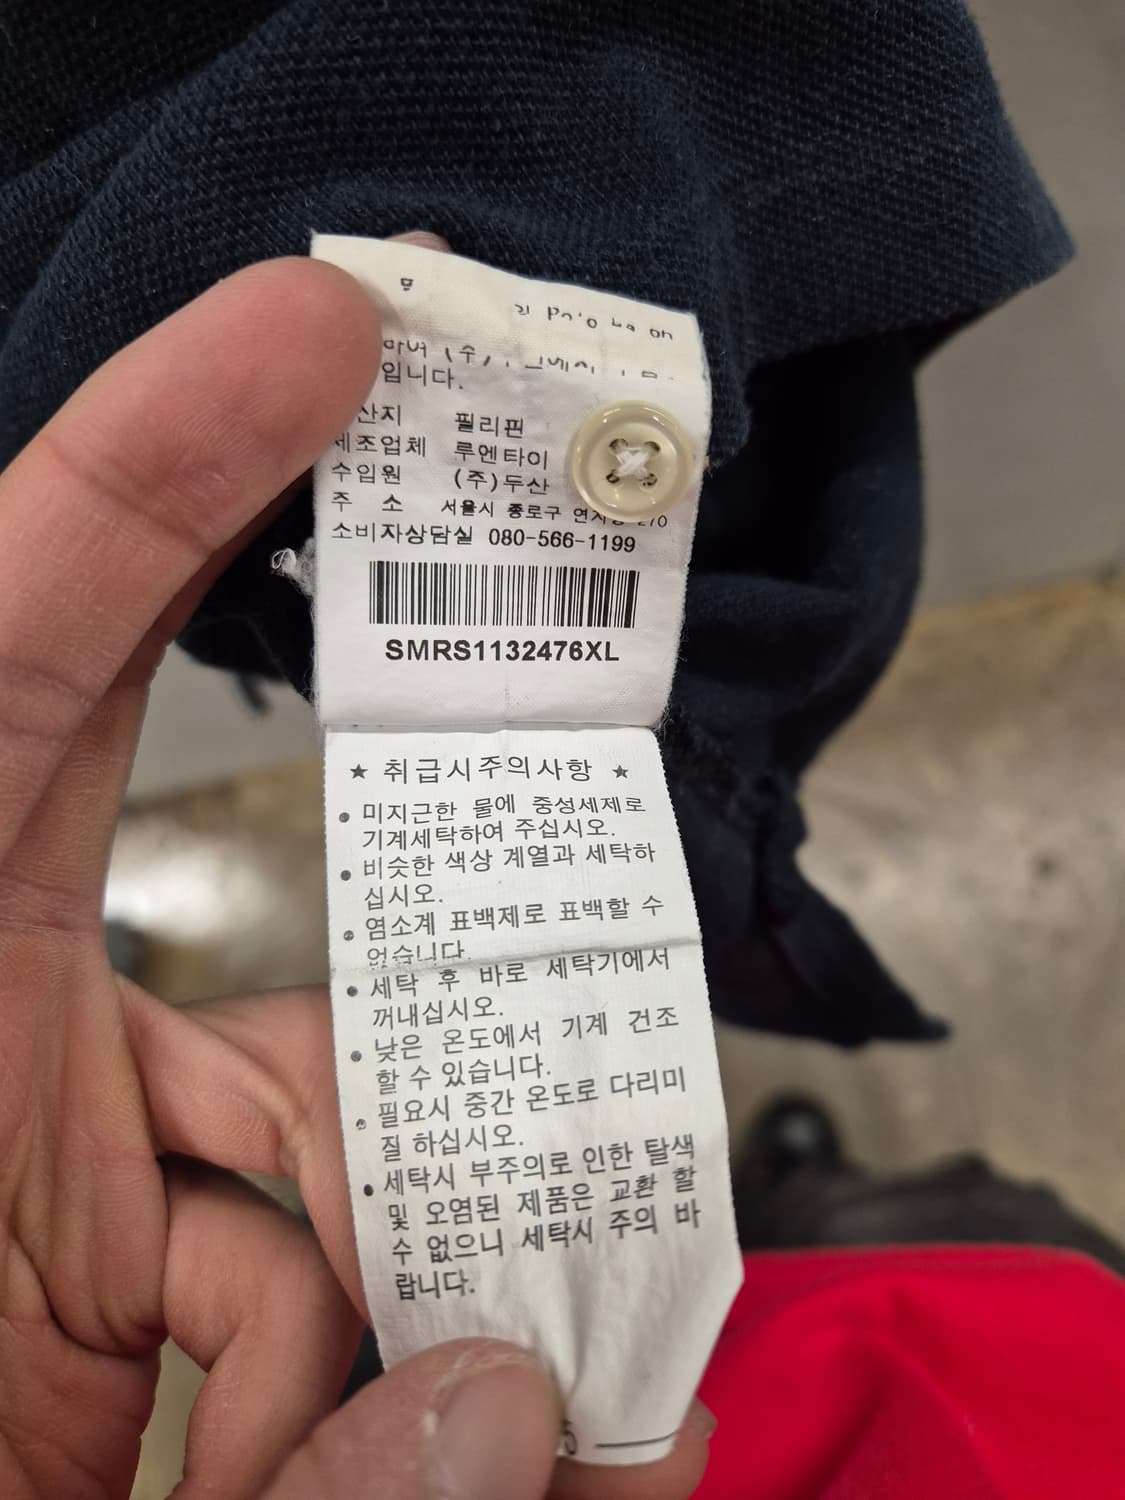 입니다.
산지 필리핀
제조업체 루엔타이
수입원 (주)두산
주 소 서울시 종로구 270
소비자상담실 080-566-1199
SMRS1132476XL
★ 취급시주의사항 ★
• 미지근한 물에 중성세제로
기계세탁하여 주십시오.
• 비슷한 색상 계열과 세탁하
십시오.
• 염소계 표백제로 표백할 수
없습니다.
• 세탁 후 바로 세탁기에서
꺼내십시오.
• 낮은 온도에서 기계 건조
할 수 있습니다.
• 필요시 중간 온도로 다리미
질 하십시오.
• 세탁시 부주의로 인한 탈색
및 오염된 제품은 교환 할
수 없으니 세탁시 주의 바
랍니다.